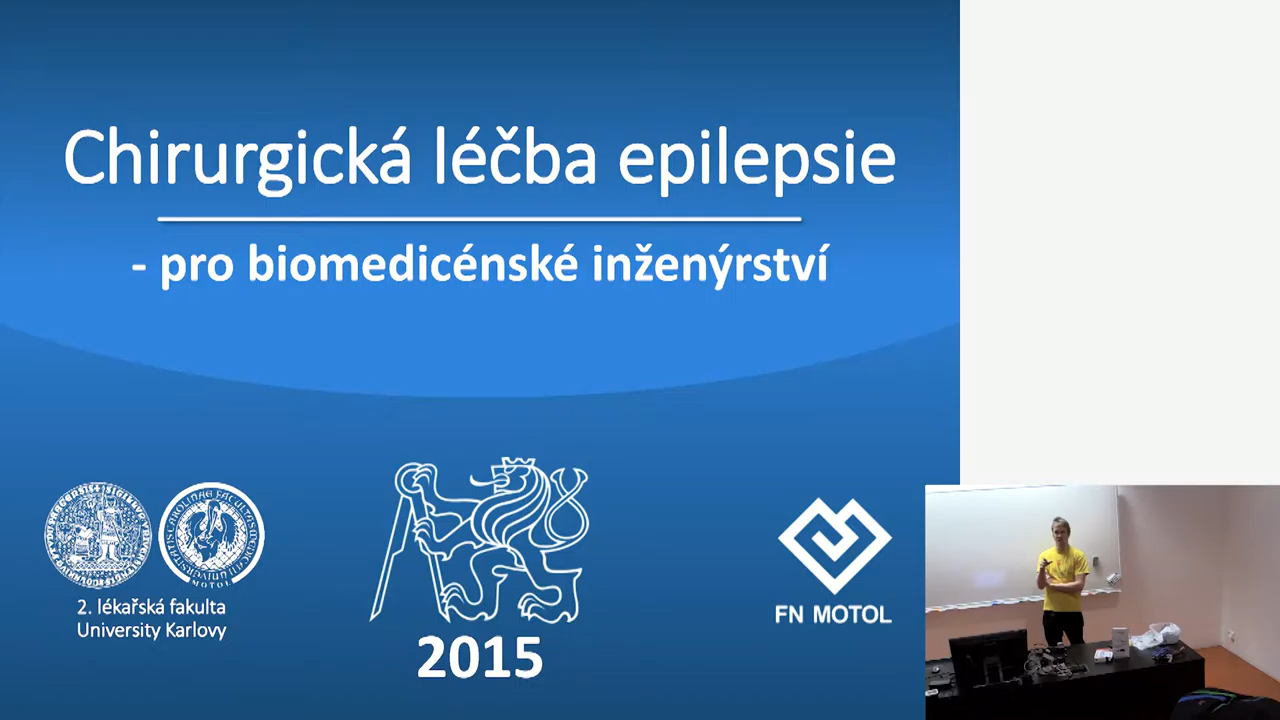 Chirurgická léčba epilepsie
- pro biomedicénské inženýrství
2. lékařská fakulta
University Karlovy
2015
FN MOTOL